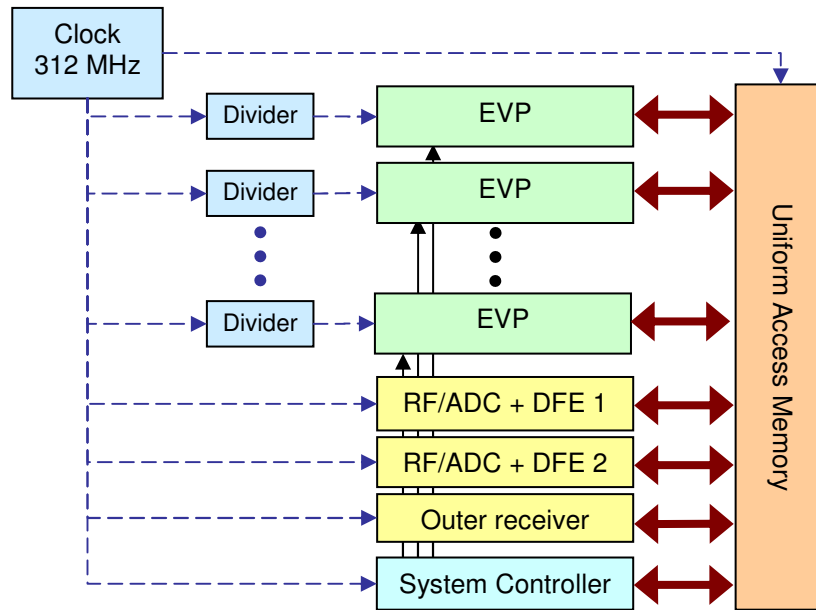 Clock
312 MHz
Divider
EVP
Divider
EVP
Divider
EVP
RF/ADC + DFE 1
RF/ADC + DFE 2
Outer receiver
System Controller
Uniform Access Memory